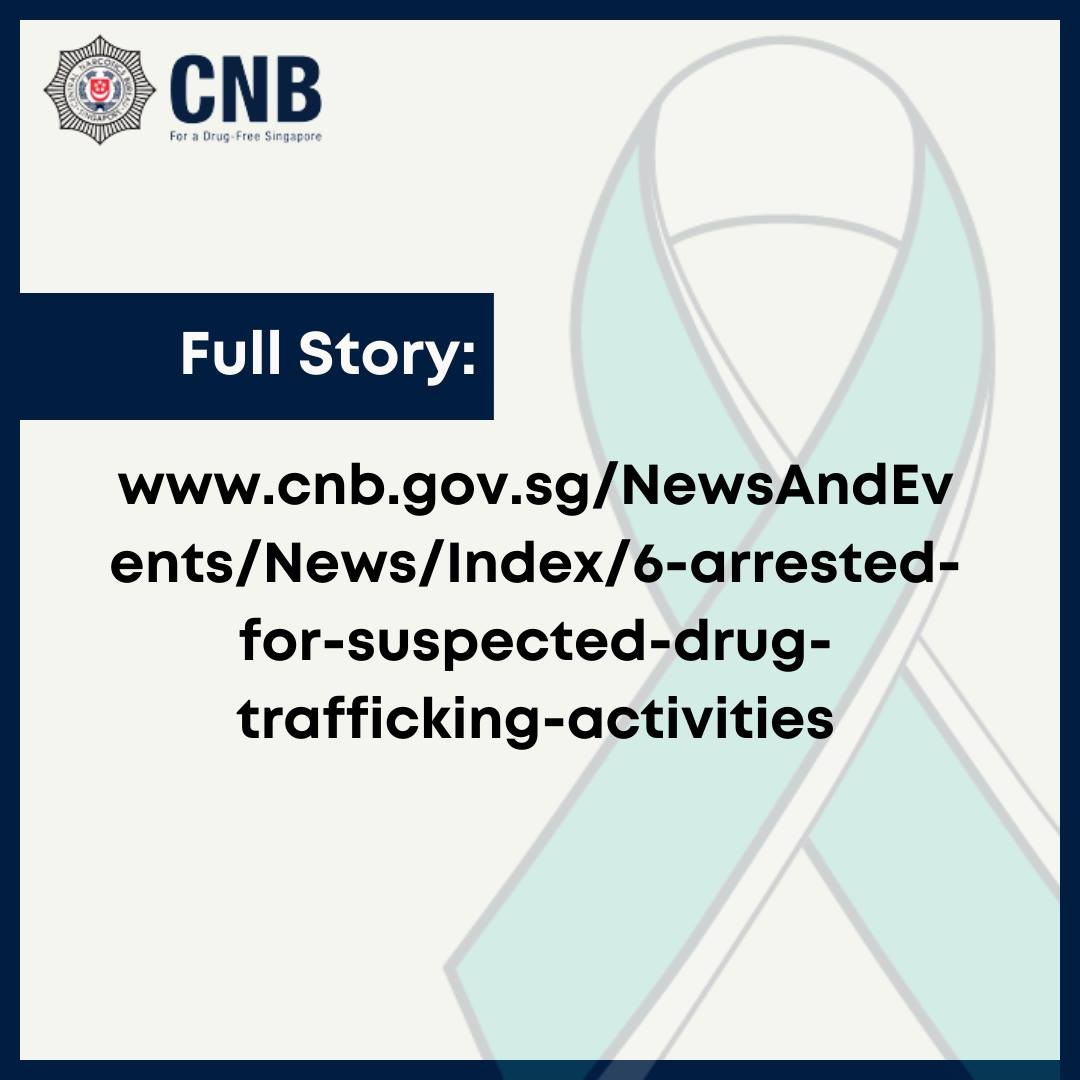 CNB
For a Drug-Free Singapore
Full Story:
www.cnb.gov.sg/NewsAndEv
ents/News/Index/6-arrested-
for-suspected-drug-
trafficking-activities